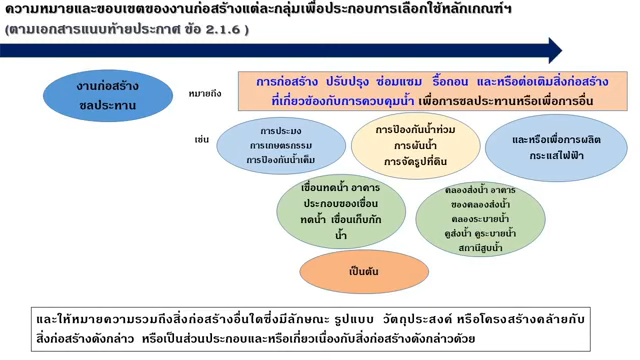 ความหมายและขอบเขตของงานก่อสร้างแต่ละกลุ่มเพื่อประกอบการเลือกใช้หลักเกณฑ์ฯ
(ตามเอกสารแนบท้ายประกาศ ข้อ 2.1.6 )
งานก่อสร้าง
ชลประทาน
หมายถึง
การก่อสร้าง ปรับปรุง ซ่อมแซม รื้อถอน และหรือต่อเติมสิ่งก่อสร้าง
ที่เกี่ยวข้องกับการควบคุมน้ำ เพื่อการชลประทานหรือเพื่อการอื่น
เช่น
การประมง
การเกษตรกรรม
การป้องกันน้ำเค็ม
การป้องกันน้ำท่วม
การผันน้ำ
การจัดรูปที่ดิน
และหรือเพื่อการผลิต
กระแสไฟฟ้า
เขื่อนทดน้ำ อาคาร
ประกอบของเขื่อน
ทดน้ำ เขื่อนเก็บกัก
น้ำ
คลองส่งน้ำ อาคาร
ของคลองส่งน้ำ
คลองระบายน้ำ
คูส่งน้ำ คูระบายน้ำ
สถานีสูบน้ำ
เป็นต้น
และให้หมายความรวมถึงสิ่งก่อสร้างอื่นใดซึ่งมีลักษณะ รูปแบบ วัตถุประสงค์ หรือโครงสร้างคล้ายกับ
สิ่งก่อสร้างดังกล่าว หรือเป็นส่วนประกอบและหรือเกี่ยวเนื่องกับสิ่งก่อสร้างดังกล่าวด้วย